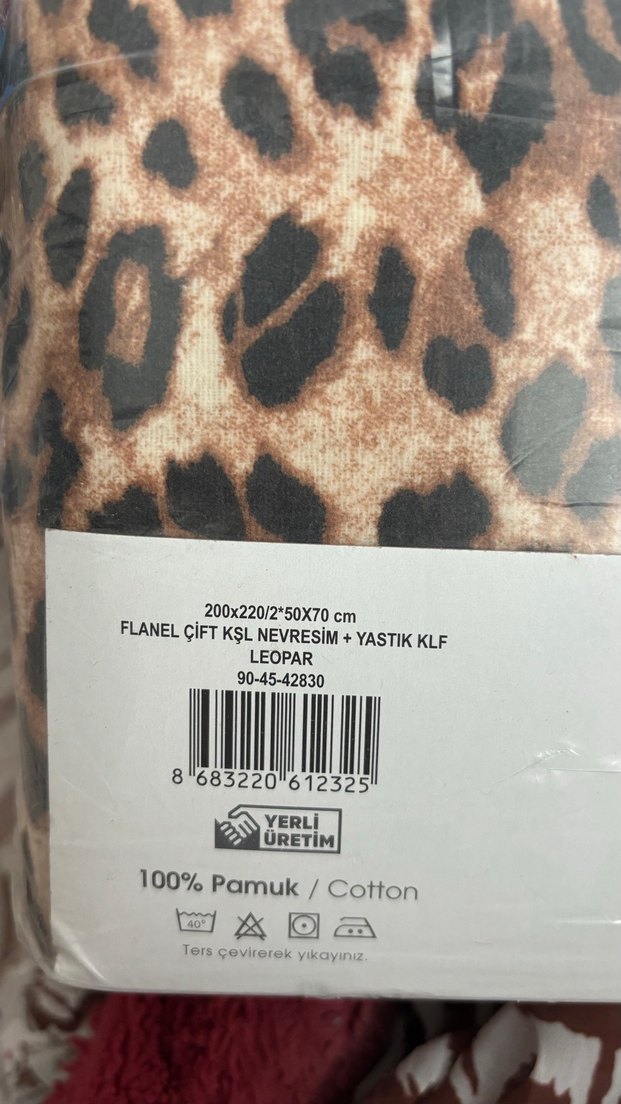 200x220/2*50X70 cm
FLANEL ÇİFT KŞL NEVRESİM + YASTIK KLF
LEOPAR
90-45-42830
8 683220 612325
YERLİ
ÜRETİM
100% Pamuk / Cotton
40°
Ters çevirerek yıkayınız.